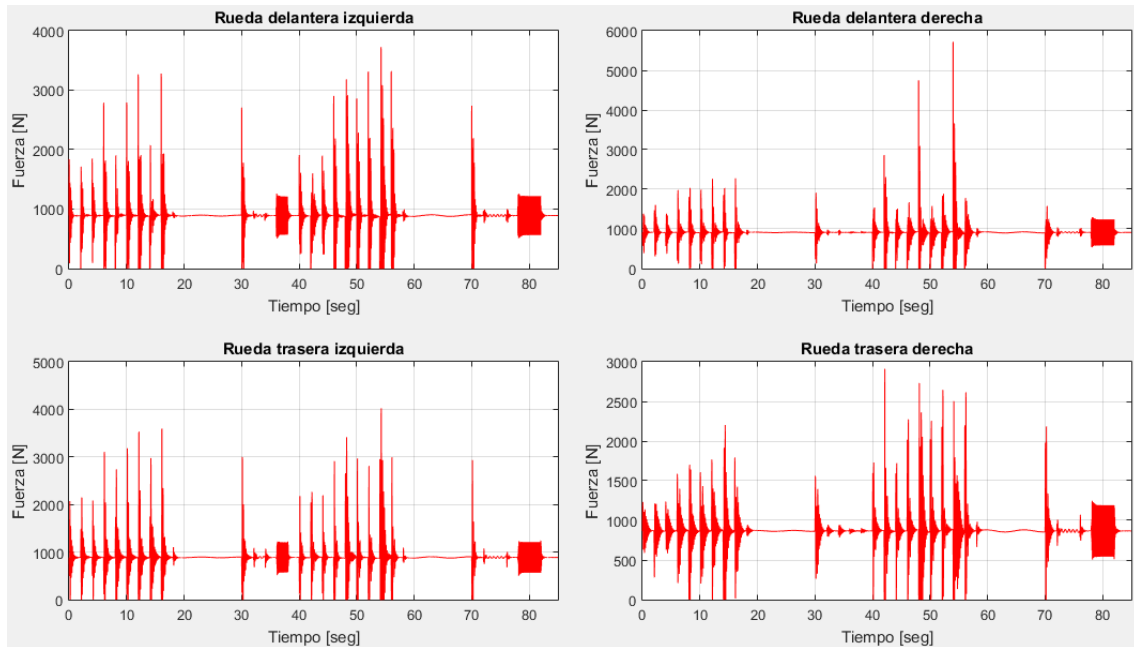 Rueda delantera izquierda
4000
3000
2000
1000
0
Fuerza [N]
0 10 20 30 40 50 60 70 80
Tiempo [seg]
Rueda delantera derecha
6000
5000
4000
3000
2000
1000
0
Fuerza [N]
0 10 20 30 40 50 60 70 80
Tiempo [seg]
Rueda trasera izquierda
5000
4000
3000
2000
1000
0
Fuerza [N]
0 10 20 30 40 50 60 70 80
Tiempo [seg]
Rueda trasera derecha
3000
2500
2000
1500
1000
500
0
Fuerza [N]
0 10 20 30 40 50 60 70 80
Tiempo [seg]